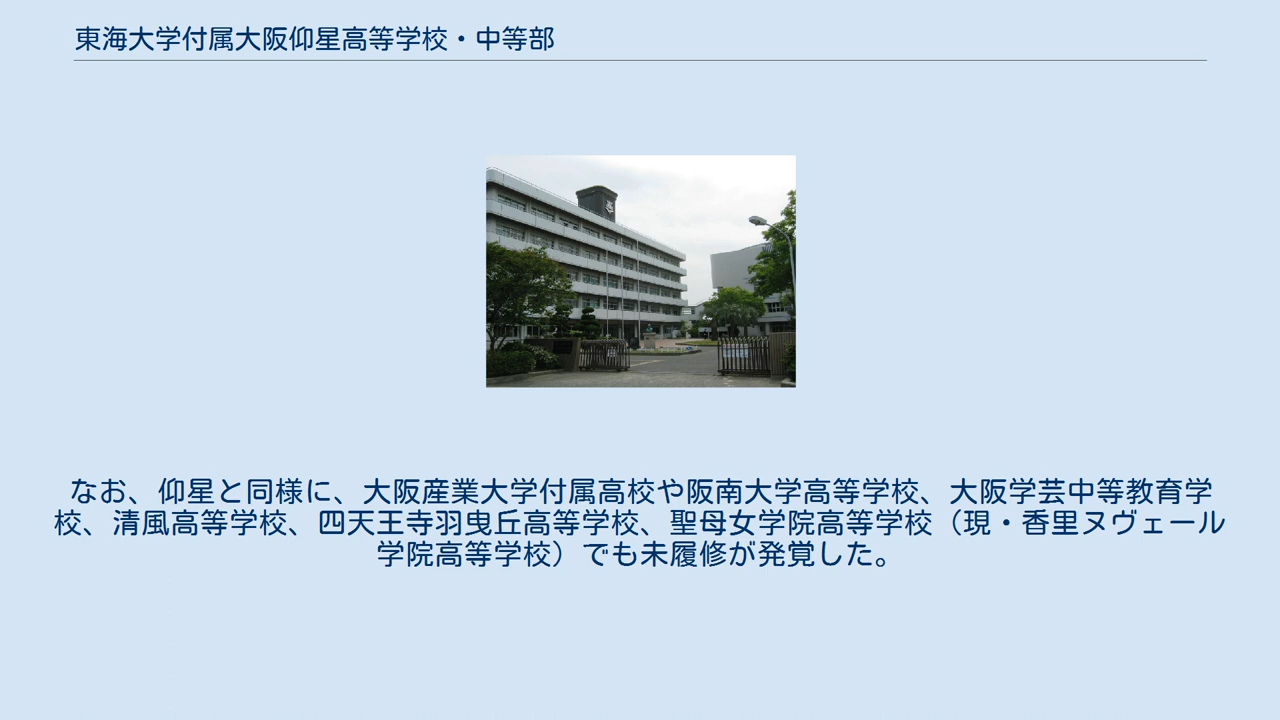 東海大学付属大阪仰星高等学校・中等部
なお、仰星と同様に、大阪産業大学付属高校や阪南大学高等学校、大阪学芸中等教育学
校、清風高等学校、四天王寺羽曳丘高等学校、聖母女学院高等学校（現・香里ヌヴェール
学院高等学校）でも未履修が発覚した。